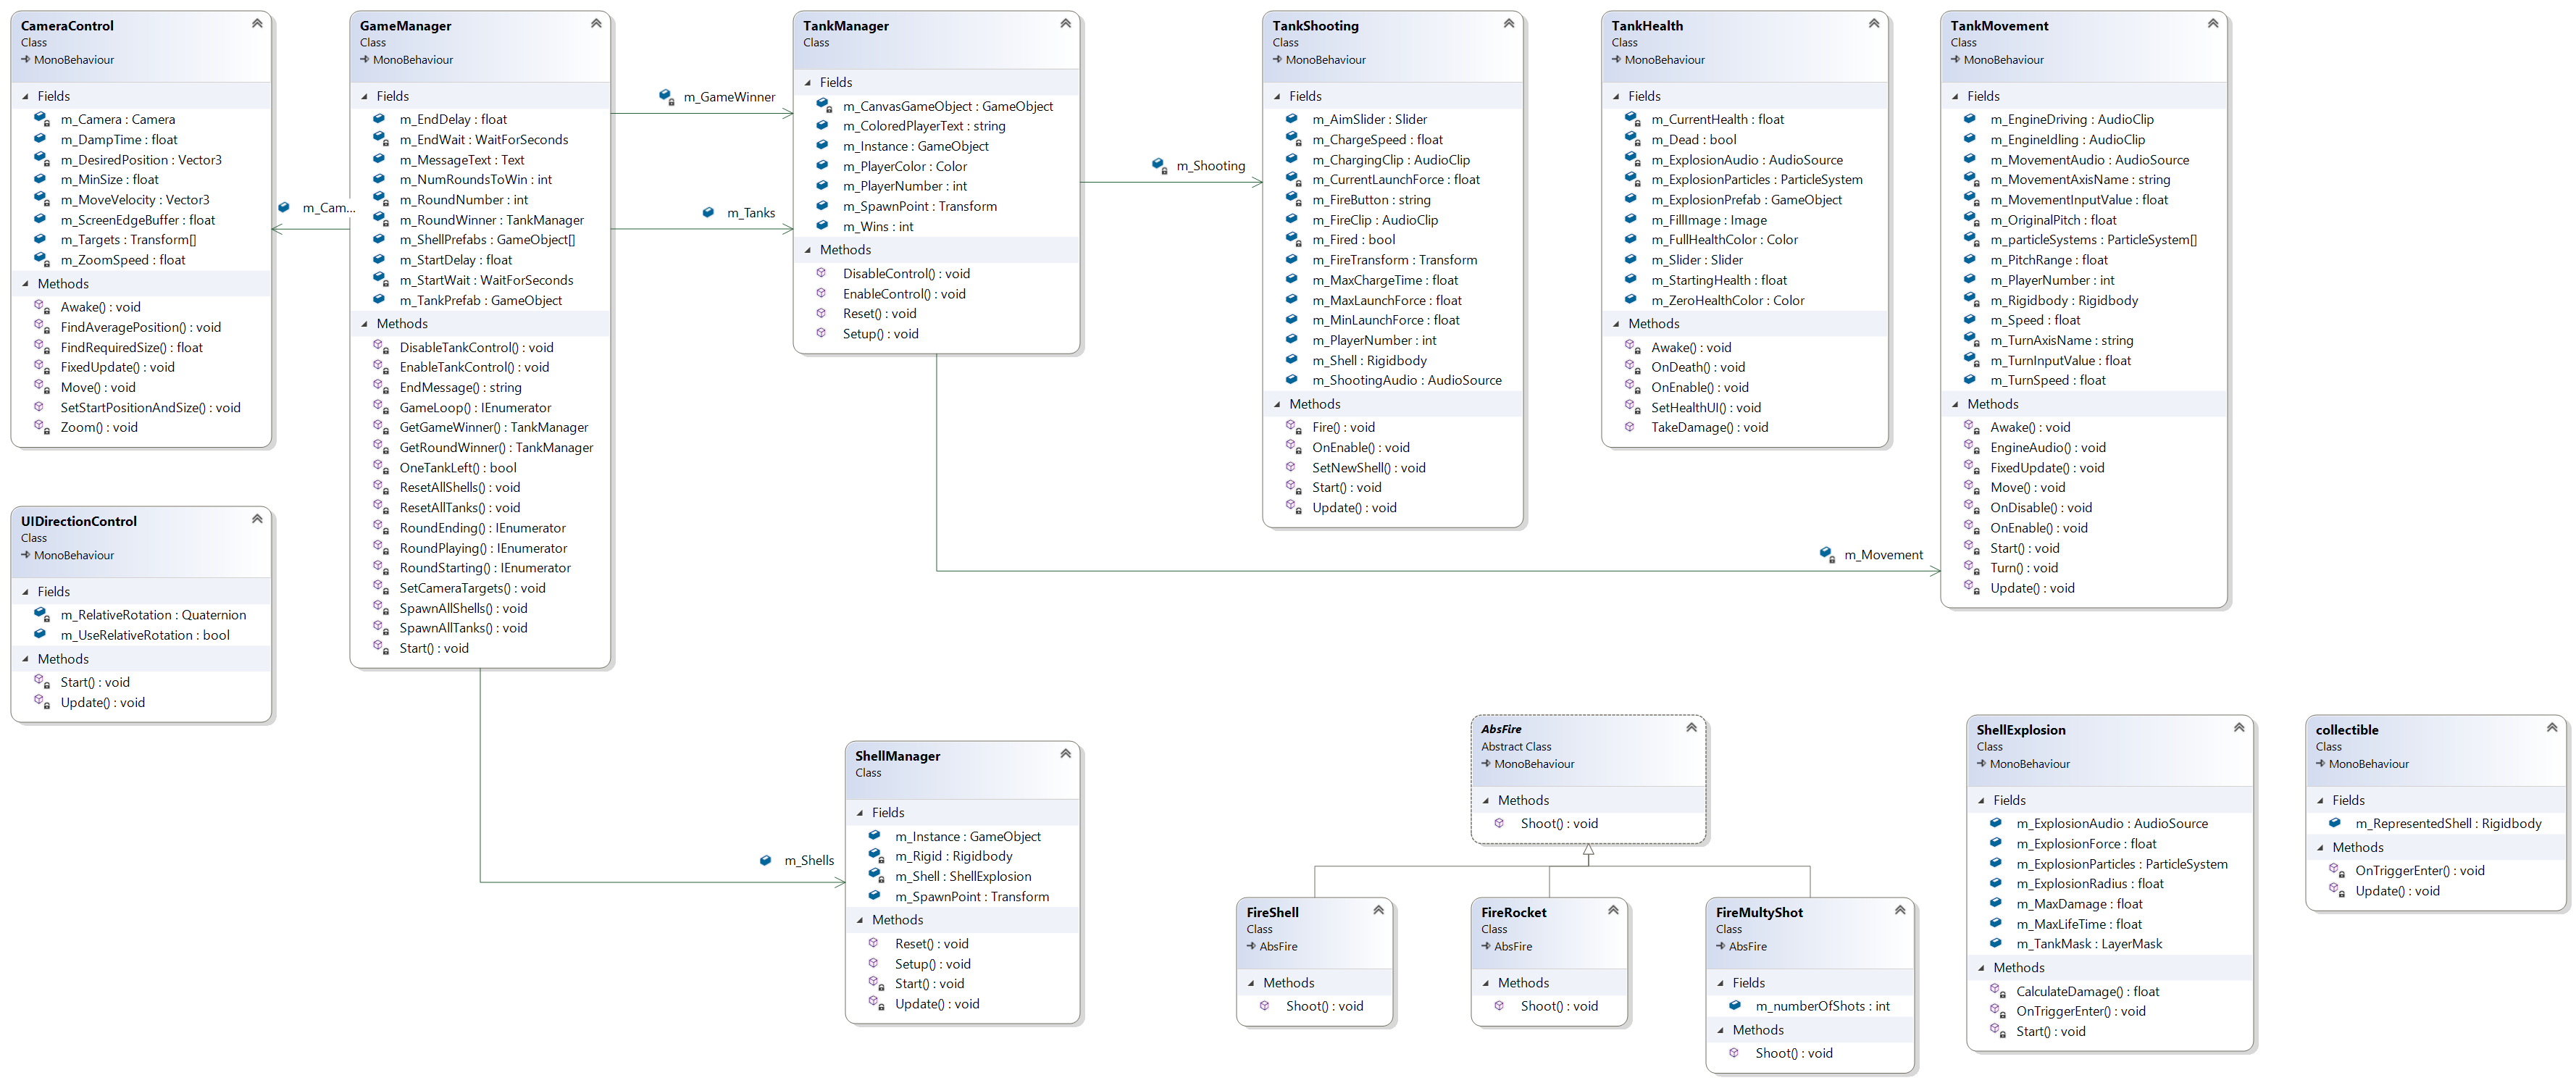 CameraControl
Class
MonoBehaviour
Fields
m_Camera : Camera
m_DampTime : float
m_DesiredPosition : Vector3
m_MinSize : float
m_MoveVelocity : Vector3
m_ScreenEdgeBuffer : float
m_Targets : Transform[]
m_ZoomSpeed : float
Methods
Awake() : void
FindAveragePosition() : void
FindRequiredSize() : float
FixedUpdate() : void
Move() : void
SetStartPositionAndSize() : void
Zoom() : void
m_Cam...
GameManager
Class
MonoBehaviour
Fields
m_EndDelay : float
m_EndWait : WaitForSeconds
m_MessageText : Text
m_NumRoundsToWin : int
m_RoundNumber : int
m_RoundWinner : TankManager
m_ShellPrefabs : GameObject[]
m_StartDelay : float
m_StartWait : WaitForSeconds
m_TankPrefab : GameObject
Methods
DisableTankControl() : void
EnableTankControl() : void
EndMessage() : string
GameLoop() : IEnumerator
GetGameWinner() : TankManager
GetRoundWinner() : TankManager
OneTankLeft() : bool
ResetAllShells() : void
ResetAllTanks() : void
RoundEnding() : IEnumerator
RoundPlaying() : IEnumerator
RoundStarting() : IEnumerator
SetCameraTargets() : void
SpawnAllShells() : void
SpawnAllTanks() : void
Start() : void
m_GameWinner
m_Tanks
TankManager
Class
Fields
m_CanvasGameObject : GameObject
m_ColoredPlayerText : string
m_Instance : GameObject
m_PlayerColor : Color
m_PlayerNumber : int
m_SpawnPoint : Transform
m_Wins : int
Methods
DisableControl() : void
EnableControl() : void
Reset() : void
Setup() : void
m_Shooting
TankShooting
Class
MonoBehaviour
Fields
m_AimSlider : Slider
m_ChargeSpeed : float
m_ChargingClip : AudioClip
m_CurrentLaunchForce : float
m_FireButton : string
m_FireClip : AudioClip
m_Fired : bool
m_FireTransform : Transform
m_MaxChargeTime : float
m_MaxLaunchForce : float
m_MinLaunchForce : float
m_PlayerNumber : int
m_Shell : Rigidbody
m_ShootingAudio : AudioSource
Methods
Fire() : void
OnEnable() : void
SetNewShell() : void
Start() : void
Update() : void
TankHealth
Class
MonoBehaviour
Fields
m_CurrentHealth : float
m_Dead : bool
m_ExplosionAudio : AudioSource
m_ExplosionParticles : ParticleSystem
m_ExplosionPrefab : GameObject
m_FillImage : Image
m_FullHealthColor : Color
m_Slider : Slider
m_StartingHealth : float
m_ZeroHealthColor : Color
Methods
Awake() : void
OnDeath() : void
OnEnable() : void
SetHealthUI() : void
TakeDamage() : void
TankMovement
Class
MonoBehaviour
Fields
m_EngineDriving : AudioClip
m_EngineIdling : AudioClip
m_MovementAudio : AudioSource
m_MovementAxisName : string
m_MovementInputValue : float
m_OriginalPitch : float
m_particleSystems : ParticleSystem[]
m_PitchRange : float
m_PlayerNumber : int
m_Rigidbody : Rigidbody
m_Speed : float
m_TurnAxisName : string
m_TurnInputValue : float
m_TurnSpeed : float
Methods
Awake() : void
EngineAudio() : void
FixedUpdate() : void
Move() : void
OnDisable() : void
OnEnable() : void
Start() : void
Turn() : void
Update() : void
m_Movement
UIDirectionControl
Class
MonoBehaviour
Fields
m_RelativeRotation : Quaternion
m_UseRelativeRotation : bool
Methods
Start() : void
Update() : void
m_Shells
ShellManager
Class
Fields
m_Instance : GameObject
m_Rigid : Rigidbody
m_Shell : ShellExplosion
m_SpawnPoint : Transform
Methods
Reset() : void
Setup() : void
Start() : void
Update() : void
AbsFire
Abstract Class
MonoBehaviour
Methods
Shoot() : void
FireShell
Class
AbsFire
Methods
Shoot() : void
FireRocket
Class
AbsFire
Methods
Shoot() : void
FireMultyShot
Class
AbsFire
Fields
m_numberOfShots : int
Methods
Shoot() : void
ShellExplosion
Class
MonoBehaviour
Fields
m_ExplosionAudio : AudioSource
m_ExplosionForce : float
m_ExplosionParticles : ParticleSystem
m_ExplosionRadius : float
m_MaxDamage : float
m_MaxLifeTime : float
m_TankMask : LayerMask
Methods
CalculateDamage() : float
OnTriggerEnter() : void
Start() : void
collectible
Class
MonoBehaviour
Fields
m_RepresentedShell : Rigidbody
Methods
OnTriggerEnter() : void
Update() : void